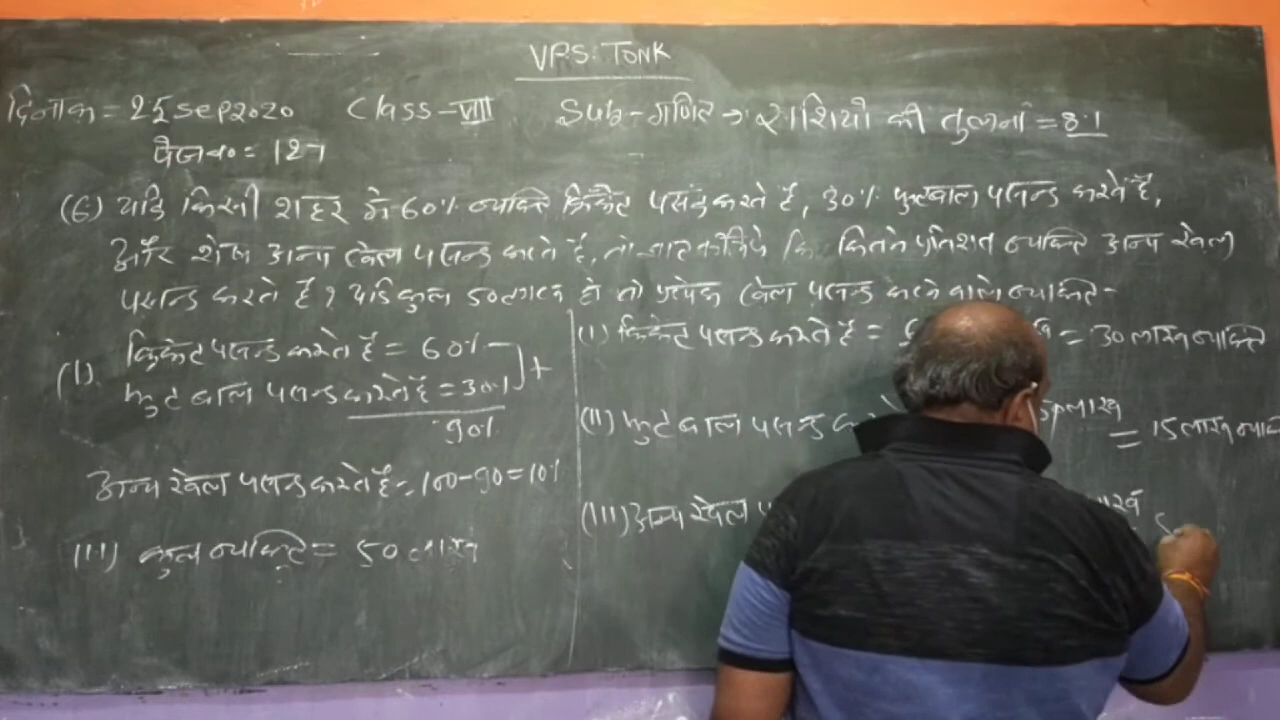 V.P.S. TONK
दिनाक = 25 Sep 2020 Class - VIII Sub - गणित → राशियों की तुलना = 8.1
पेज न० = 127
(6) यदि किसी शहर में 60% व्यक्ति क्रिकेट पसंद करते हैं, 30% फुटबाल पसन्द करते हैं,
और शेष अन्य खेल पसन्द करते हैं, तो ज्ञात कीजिये कि कितने प्रतिशत व्यक्ति अन्य खेल
पसन्द करते हैं ? यदि कुल 50 लाख हो तो प्रत्येक खेल पसन्द करने वाले व्यक्ति -
(I). क्रिकेट पसन्द करते हैं = 60%
फुटबाल पसन्द करते हैं = 30% +
90%
अन्य खेल पसन्द करते हैं - 100-90=10%
(II) कुल व्यक्ति = 50 लाख
(I) क्रिकेट पसन्द करते हैं = = 30 लाख व्यक्ति
(II) फुटबाल पसन्द लाख = 15 लाख
(III) अन्य खेल